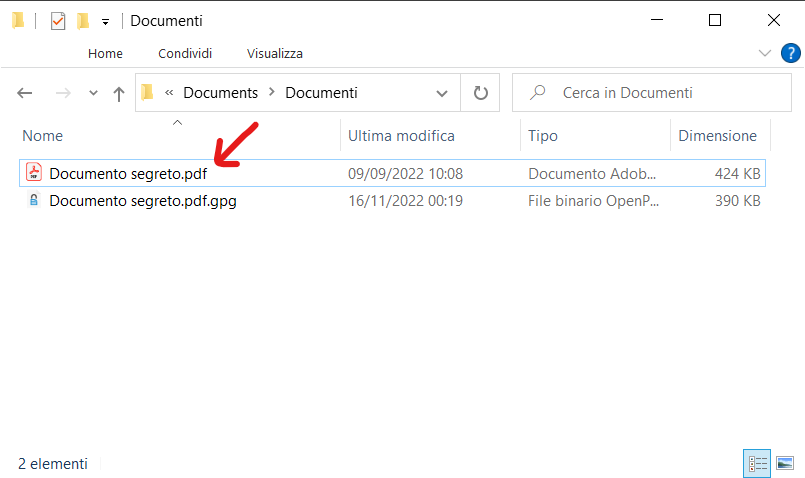 Documenti
Home Condividi Visualizza
?
« Documents > Documenti
Cerca in Documenti
Nome Ultima modifica Tipo Dimensione
Documento segreto.pdf 09/09/2022 10:08 Documento Adob... 424 KB
Documento segreto.pdf.gpg 16/11/2022 00:19 File binario OpenP... 390 KB
2 elementi